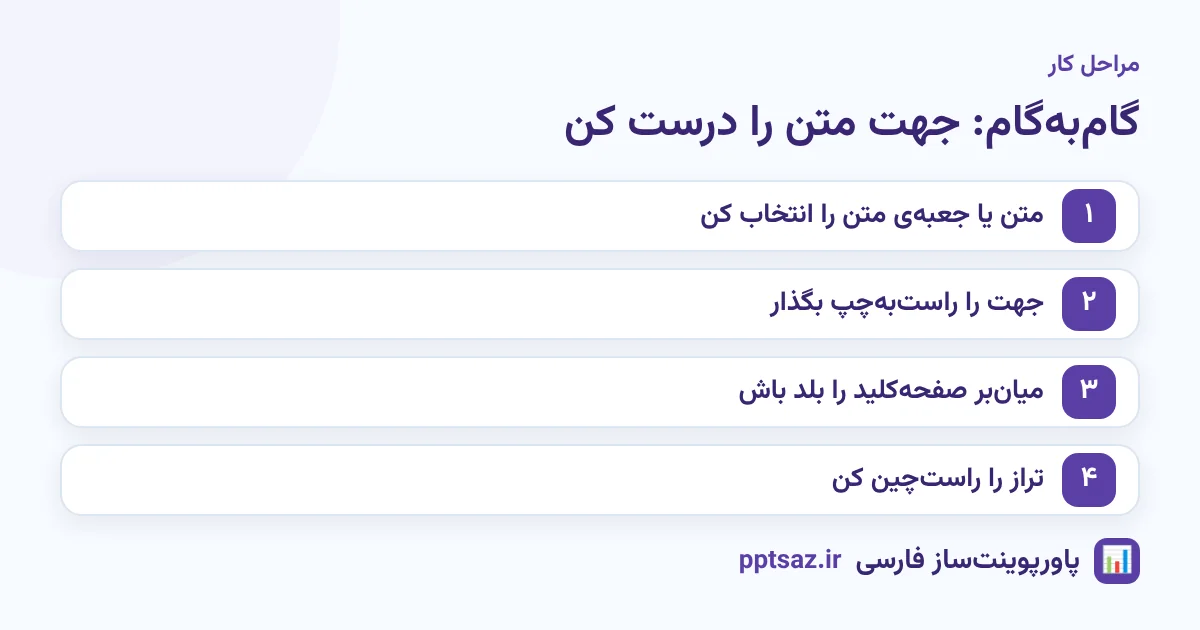 مراحل کار
گام‌به‌گام: جهت متن را درست کن
۱ متن یا جعبه‌ی متن را انتخاب کن
۲ جهت را راست‌به‌چپ بگذار
۳ میان‌بر صفحه‌کلید را بلد باش
۴ تراز را راست‌چین کن
پاورپوینت‌ساز فارسی pptsaz.ir